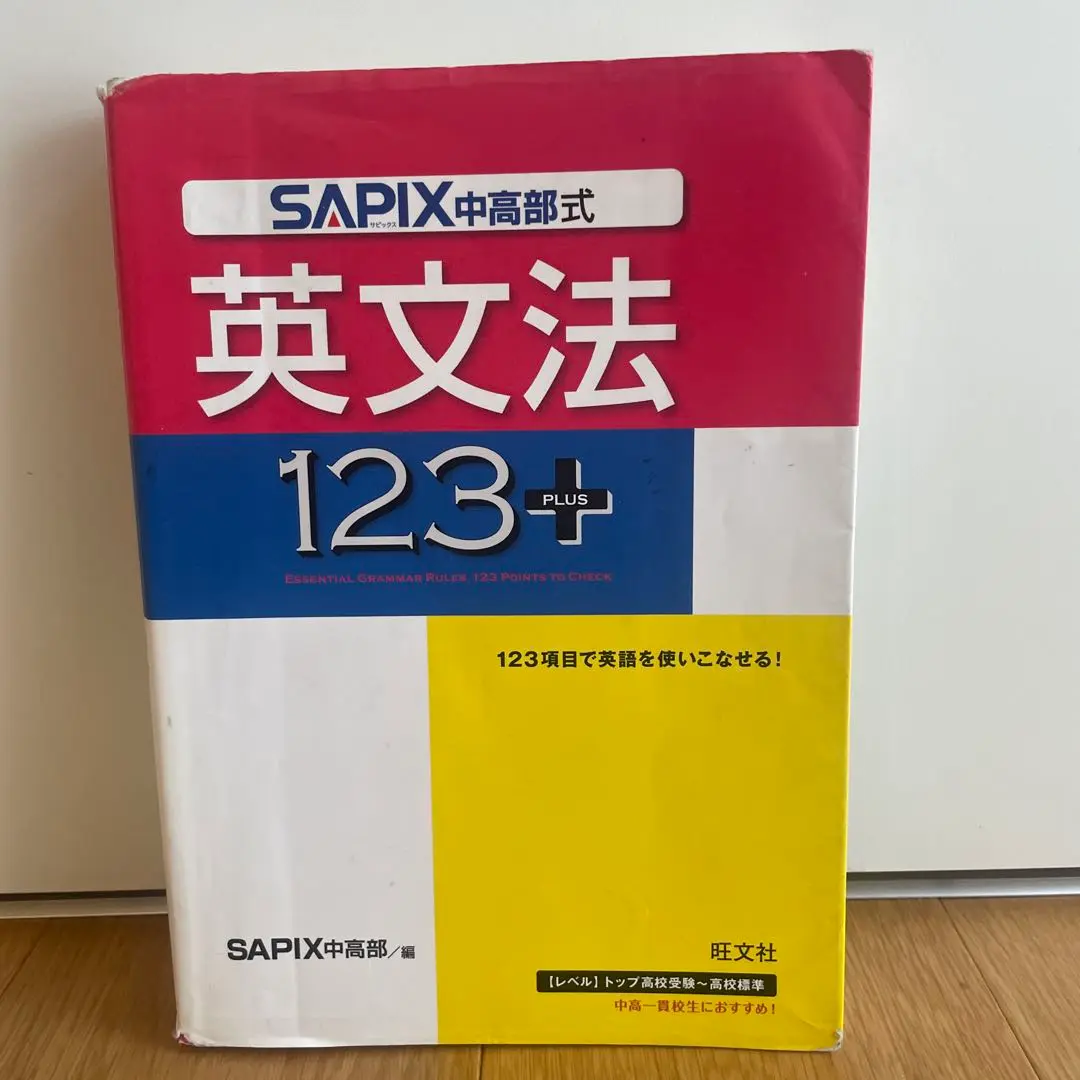 SAPIX中高部式
サピックス
英文法
123+
PLUS
ESSENTIAL GRAMMAR RULES, 123 POINTS TO CHECK
123項目で英語を使いこなせる!
SAPIX中高部/編
旺文社
【レベル】トップ高校受験~高校標準
中高一貫校生におすすめ!